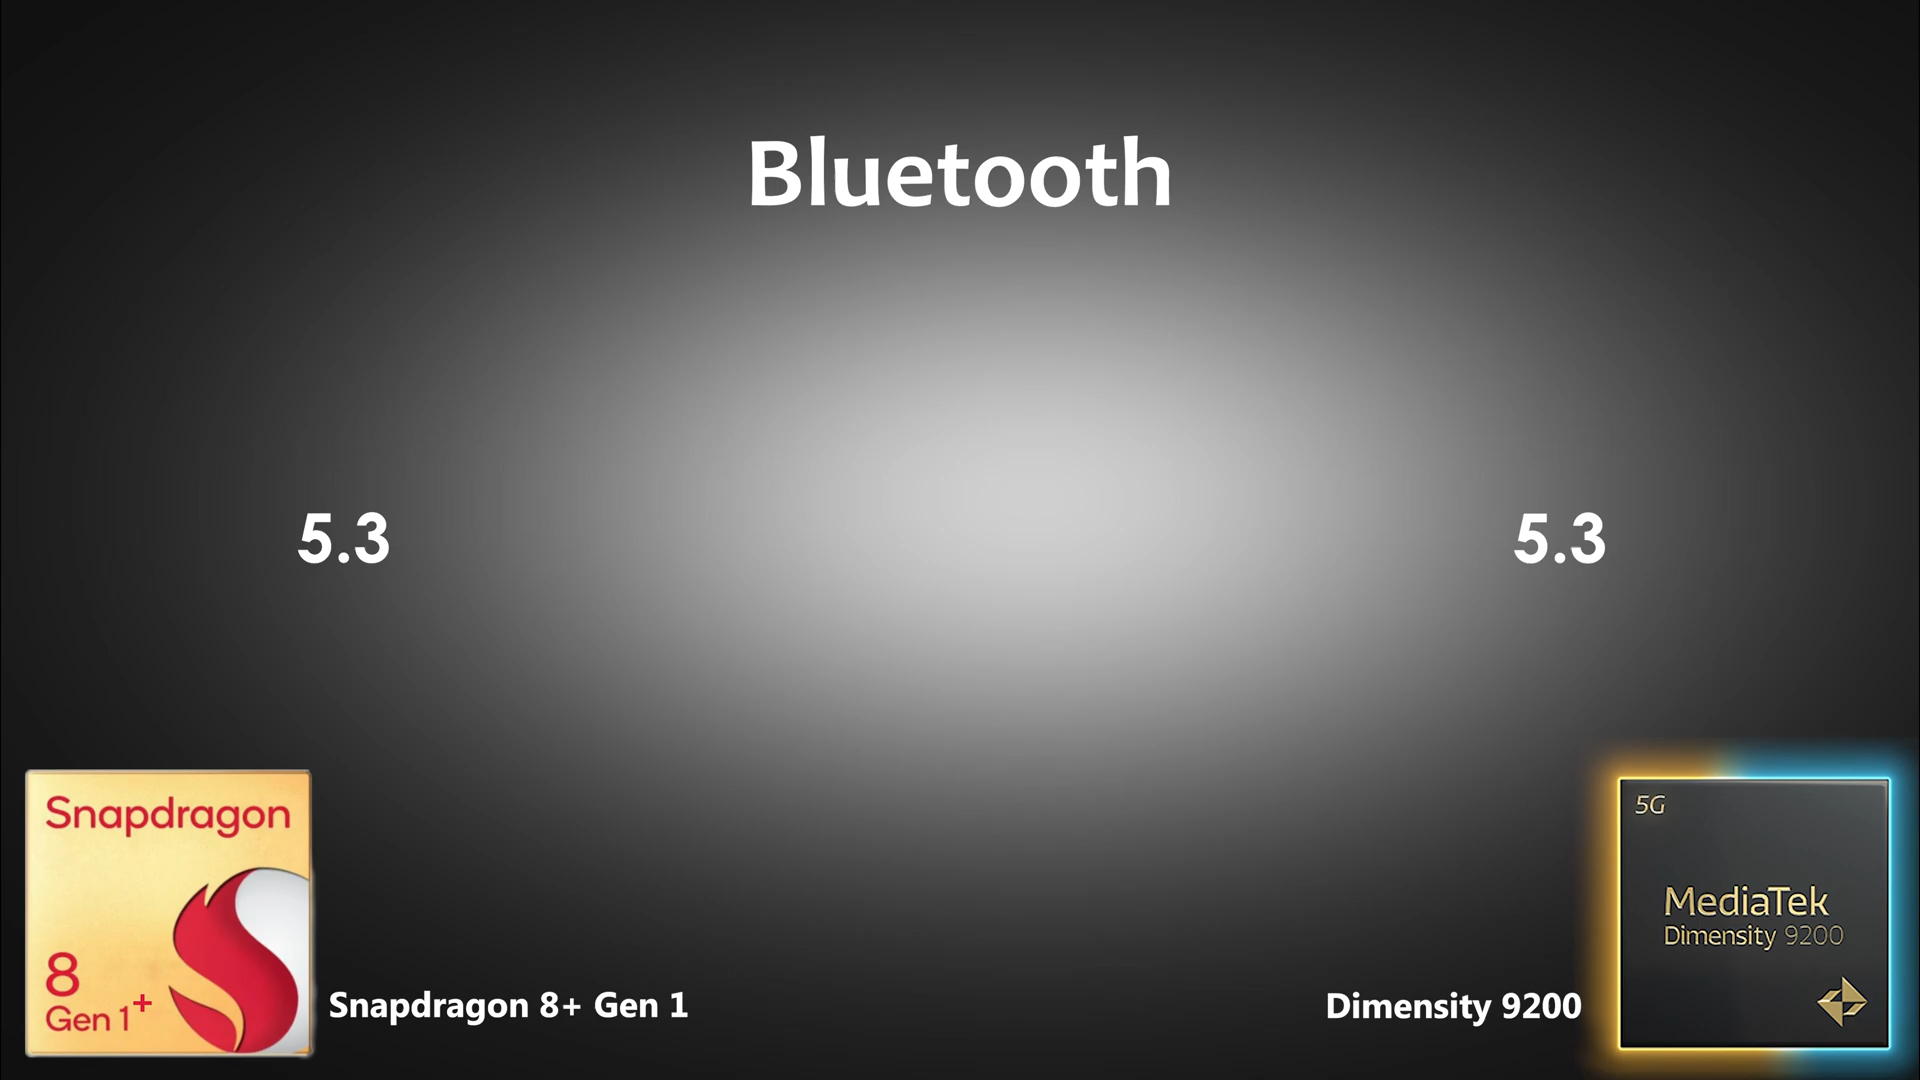 Bluetooth
5.3
5.3
Snapdragon
8
Gen 1+
Snapdragon 8+ Gen 1
Dimensity 9200
5G
MediaTek
Dimensity 9200